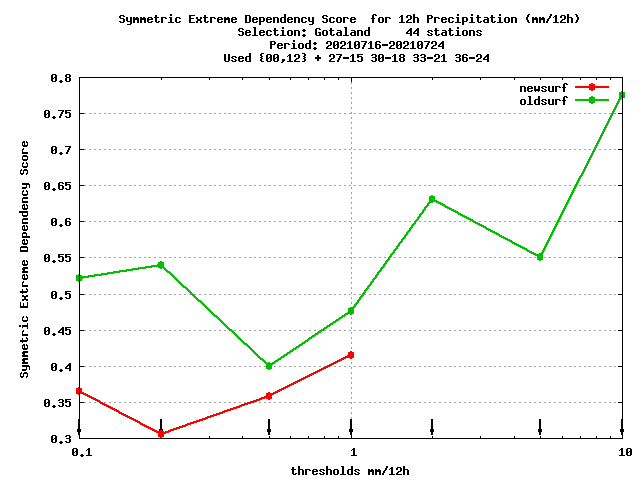 Symmetric Extreme Dependency Score  for 12h Precipitation (mm/12h)
Selection: Gotaland     44 stations
Period: 20210716-20210724
Used {00,12} + 27-15 30-18 33-21 36-24
newsurf
oldsurf
Symmetric Extreme Dependency Score
0.8
0.75
0.7
0.65
0.6
0.55
0.5
0.45
0.4
0.35
0.3
0.1 1 10
thresholds mm/12h